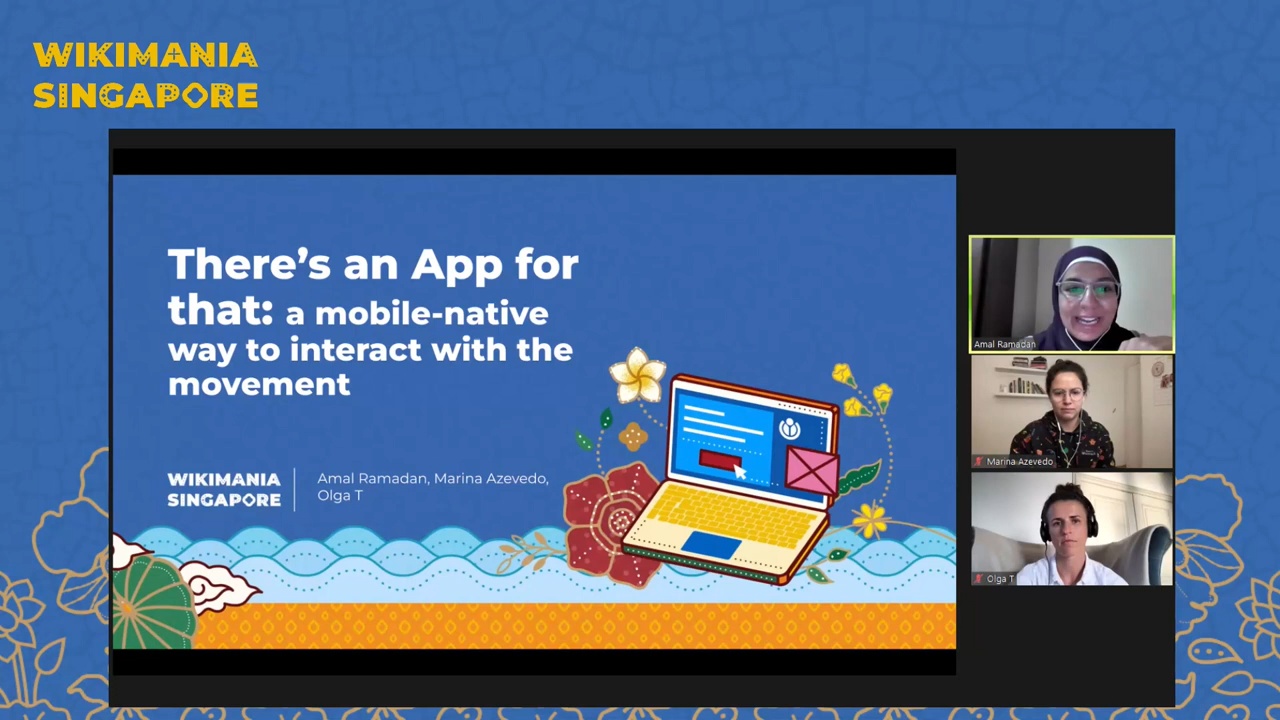 WIKIMANIA
SINGAPORE
There’s an App for
that: a mobile-native
way to interact with the
movement
WIKIMANIA
SINGAPORE
Amal Ramadan, Marina Azevedo,
Olga T
Amal Ramadan
Marina Azevedo
Olga T